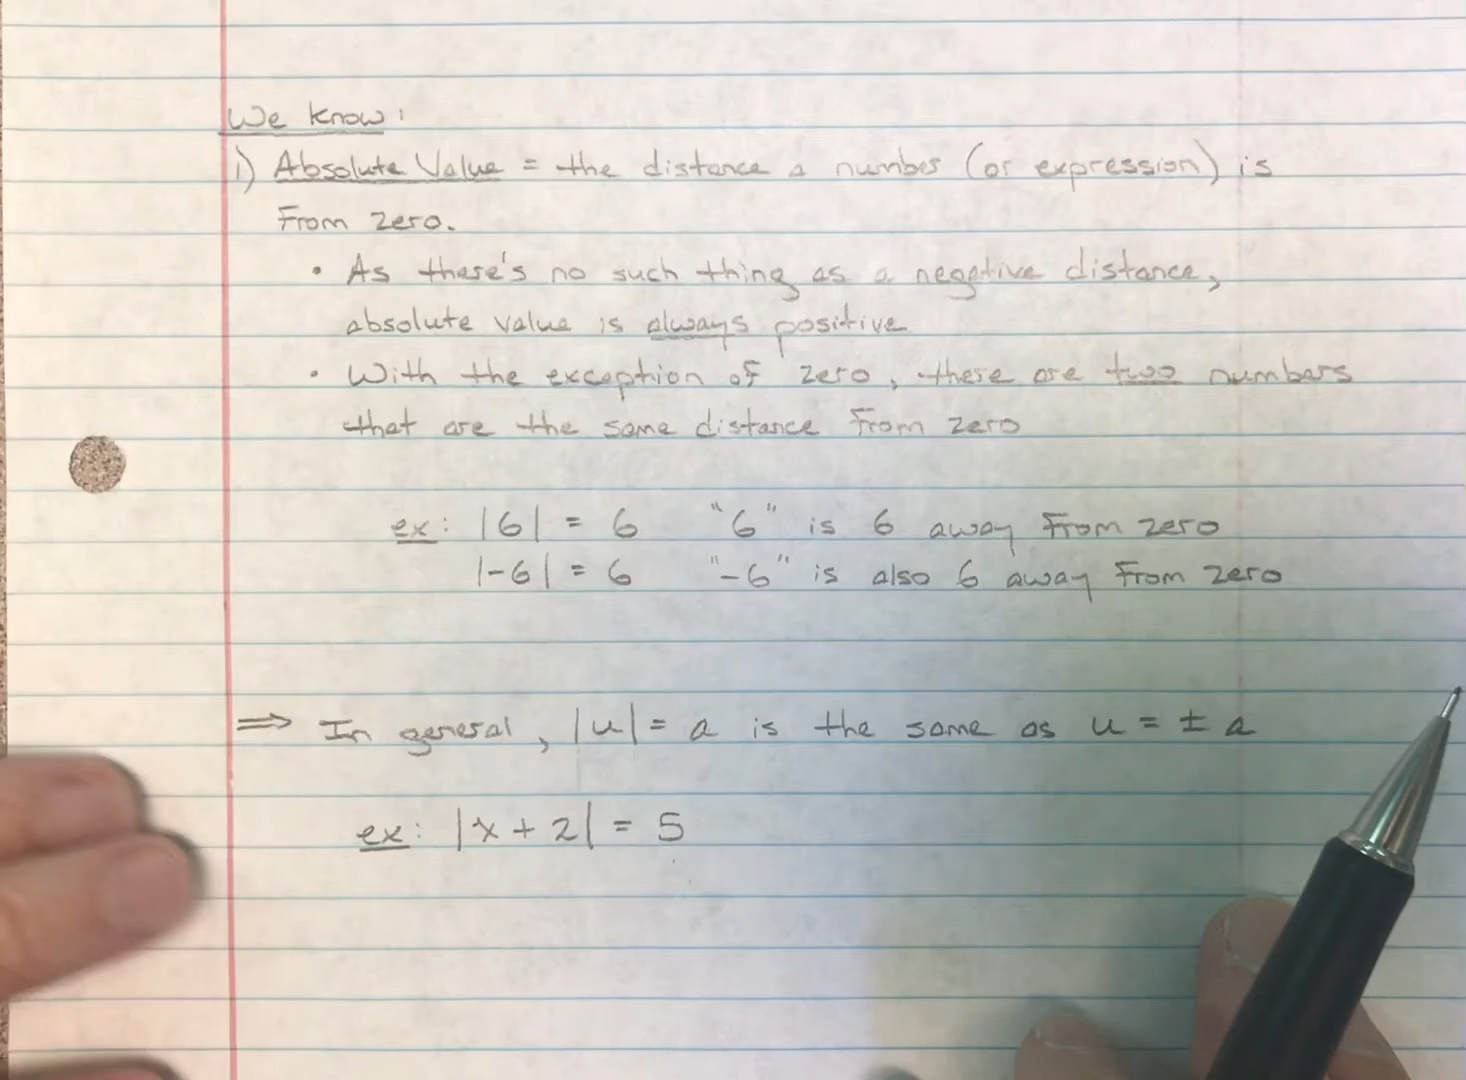 We know:
1) Absolute Value = the distance a number (or expression) is
from zero.
• As there's no such thing as a negative distance,
absolute value is always positive
• With the exception of zero, there are two numbers
that are the same distance from zero
ex: |6| = 6 "6" is 6 away from zero
|-6| = 6 "-6" is also 6 away from zero
⇒ In general, |u| = a is the same as u = ± a
ex: |x + 2| = 5